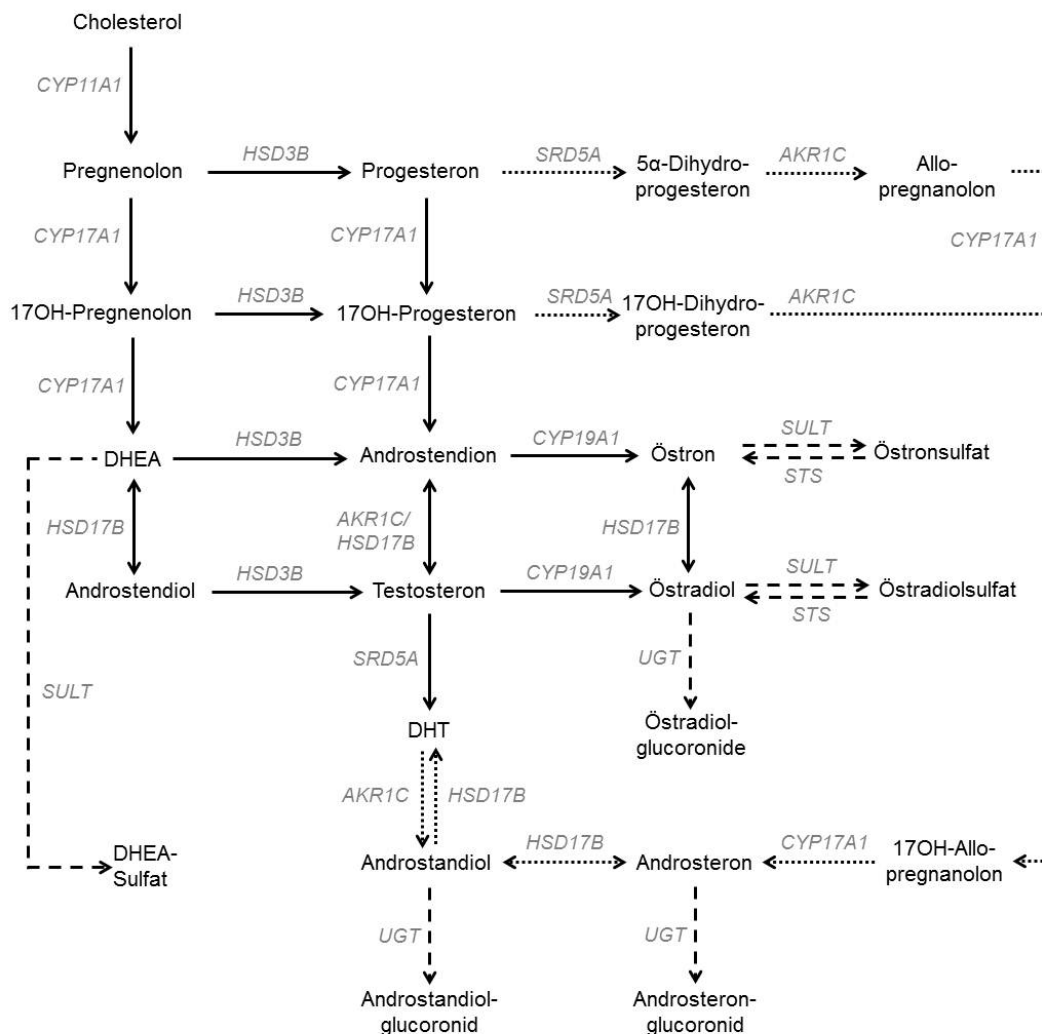 Cholesterol
CYP11A1
HSD3B
SRD5A
AKR1C
Pregnenolon
Progesteron
5α-Dihydro-
progesteron
Allo-
pregnanolon
CYP17A1
CYP17A1
CYP17A1
HSD3B
SRD5A
AKR1C
17OH-Pregnenolon
17OH-Progesteron
17OH-Dihydro-
progesteron
CYP17A1
CYP17A1
HSD3B
CYP19A1
SULT
DHEA
Androstendion
Östron
Östronsulfat
STS
HSD17B
AKR1C/
HSD17B
HSD17B
HSD3B
CYP19A1
SULT
Androstendiol
Testosteron
Östradiol
Östradiolsulfat
STS
SRD5A
UGT
SULT
DHT
Östradiol-
glucoronide
AKR1C
HSD17B
HSD17B
CYP17A1
DHEA-
Sulfat
Androstandiol
Androsteron
17OH-Allo-
pregnanolon
UGT
UGT
Androstandiol-
glucoronid
Androsteron-
glucoronid